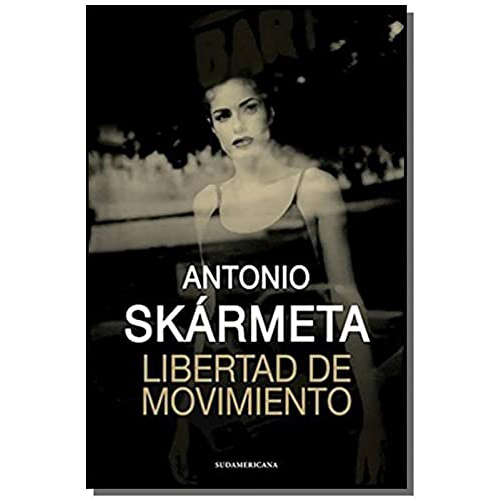 BAR
ANTONIO
SKÁRMETA
LIBERTAD DE
MOVIMIENTO
SUDAMERICANA